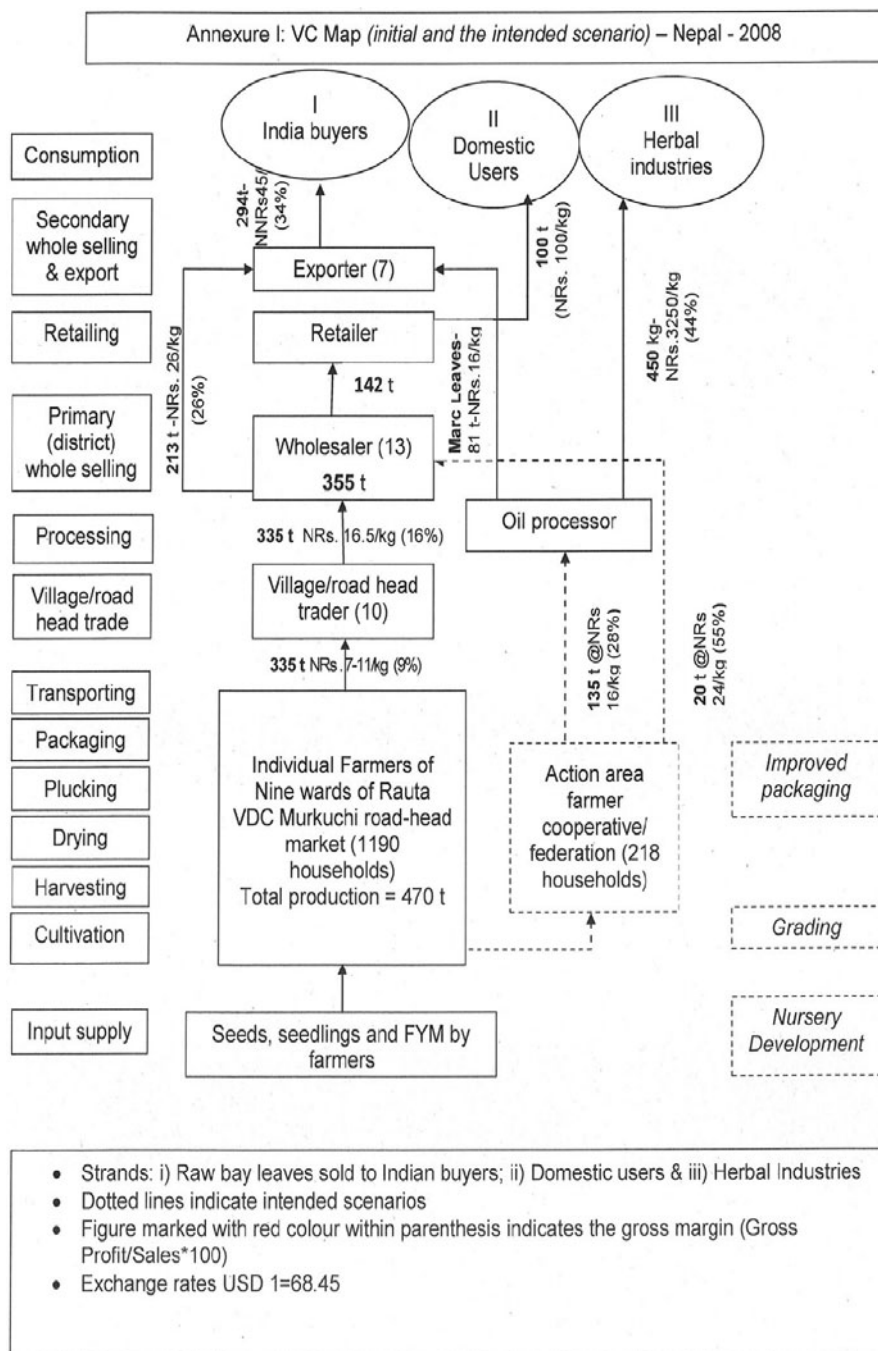 Annexure I: VC Map (initial and the intended scenario) – Nepal - 2008
I
India buyers
II
Domestic
Users
III
Herbal
industries
Consumption
Secondary
whole selling
& export
Retailing
Primary
(district)
whole selling
Processing
Village/road
head trade
Transporting
Packaging
Plucking
Drying
Harvesting
Cultivation
Input supply
294t-
NNRs45/
(34%)
Exporter (7)
Retailer
142 t
213 t -NRs. 26/kg
(26%)
Wholesaler (13)
355 t
Marc Leaves-
81 t-NRs.16/kg
100 t
(NRs. 100/kg)
450 kg-
NRs.3250/kg
(44%)
335 t NRs. 16.5/kg (16%)
Oil processor
Village/road head
trader (10)
335 t NRs. 7-11/kg (9%)
135 t @NRs
16/kg (28%)
20 t @NRs
24/kg (55%)
Individual Farmers of
Nine wards of Rauta
VDC Murkuchi road-head
market (1190
households)
Total production = 470 t
Action area
farmer
cooperative/
federation (218
households)
Improved
packaging
Grading
Nursery
Development
Seeds, seedlings and FYM by
farmers
• Strands: i) Raw bay leaves sold to Indian buyers; ii) Domestic users & iii) Herbal Industries
• Dotted lines indicate intended scenarios
• Figure marked with red colour within parenthesis indicates the gross margin (Gross
Profit/Sales*100)
• Exchange rates USD 1=68.45